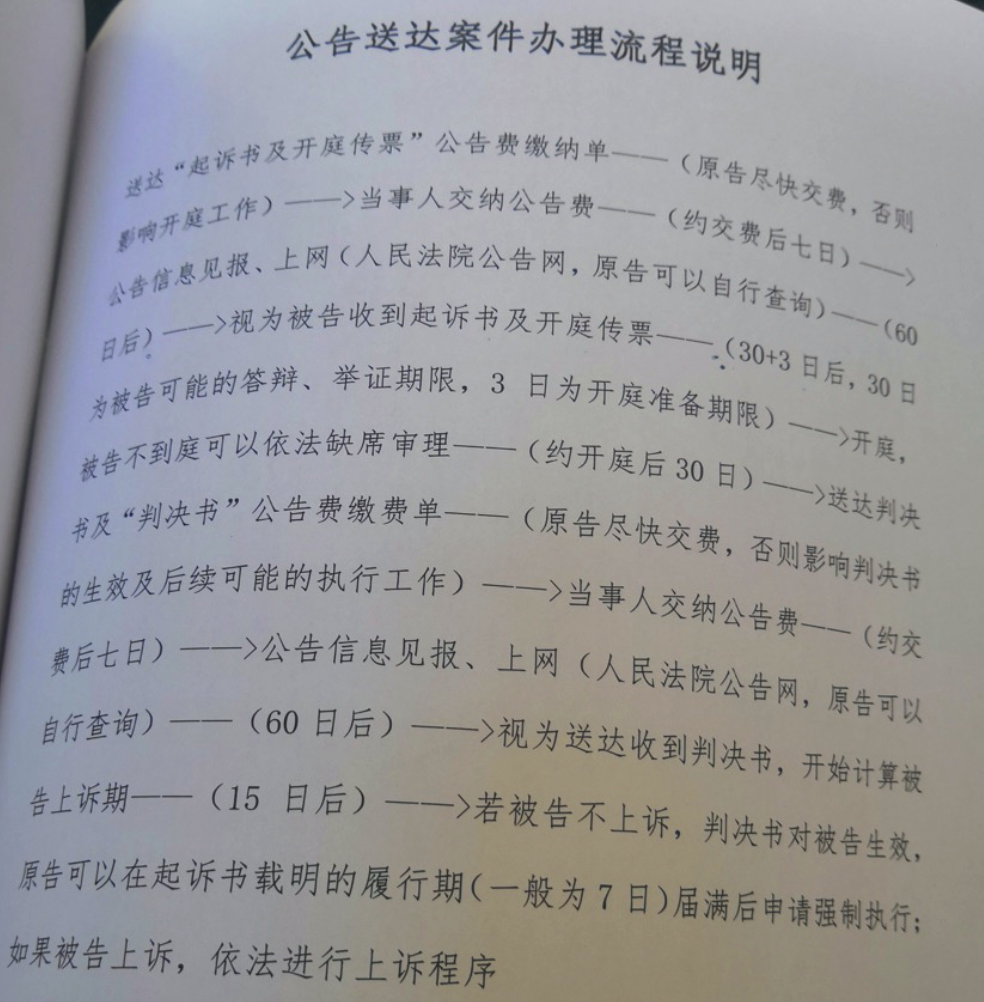 公告送达案件办理流程说明
送达“起诉书及开庭传票”公告费缴纳单——（原告尽快交费，否则
影响开庭工作）——>当事人交纳公告费——（约交费后七日）——>
公告信息见报、上网（人民法院公告网，原告可以自行查询）——（60
日后）——>视为被告收到起诉书及开庭传票——（30+3 日后，30 日
为被告可能的答辩、举证期限，3 日为开庭准备期限）——>开庭，
被告不到庭可以依法缺席审理——（约开庭后 30 日）——>送达判决
书及“判决书”公告费缴费单——（原告尽快交费，否则影响判决书
的生效及后续可能的执行工作）——>当事人交纳公告费——（约交
费后七日）——>公告信息见报、上网（人民法院公告网，原告可以
自行查询）——（60 日后）——>视为送达收到判决书，开始计算被
告上诉期——（15 日后）——>若被告不上诉，判决书对被告生效，
原告可以在起诉书载明的履行期（一般为 7 日）届满后申请强制执行；
如果被告上诉，依法进行上诉程序